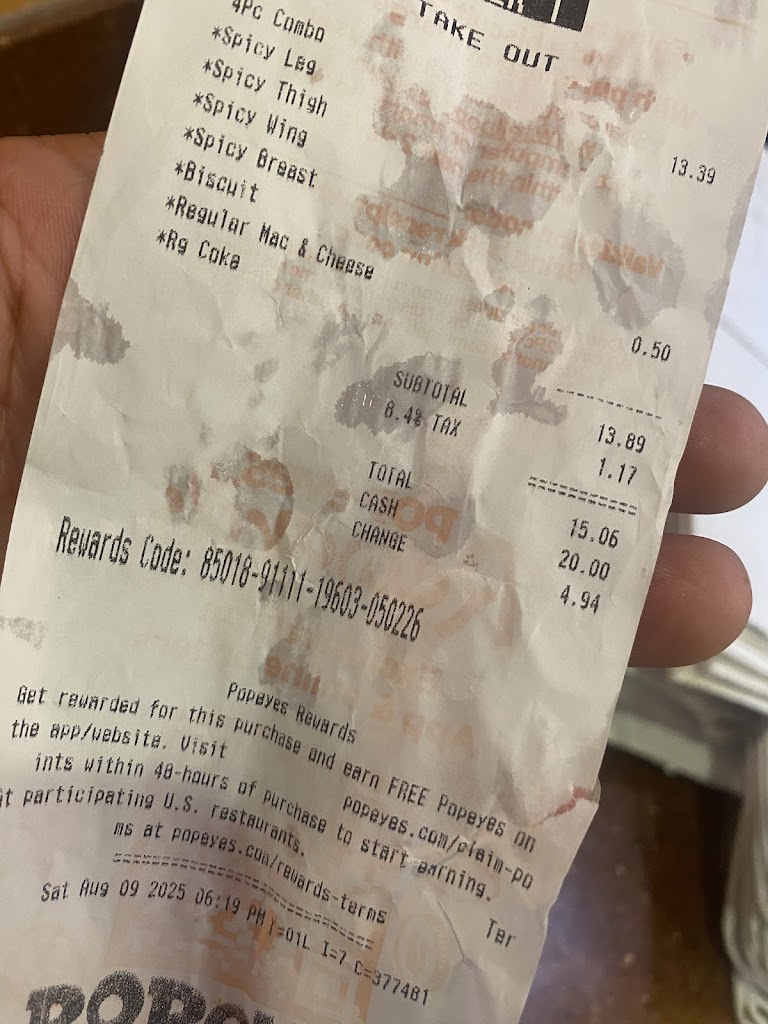 TAKE OUT
4Pc Combo 13.39
*Spicy Leg
*Spicy Thigh
*Spicy Wing
*Spicy Breast
*Biscuit
*Regular Mac & Cheese
*Rg Coke 0.50
SUBTOTAL 13.89
8.4% TAX 1.17
TOTAL 15.06
CASH 20.00
CHANGE 4.94
Rewards Code: 85018-91111-19603-050226
Popeyes Rewards
Get rewarded for this purchase and earn FREE Popeyes on
the app/website. Visit popeyes.com/claim-po
ints within 48-hours of purchase to start earning.
at participating U.S. restaurants. Ter
ms at popeyes.com/rewards-terms
Sat Aug 09 2025 06:19 PM T=01L I=7 C=377481